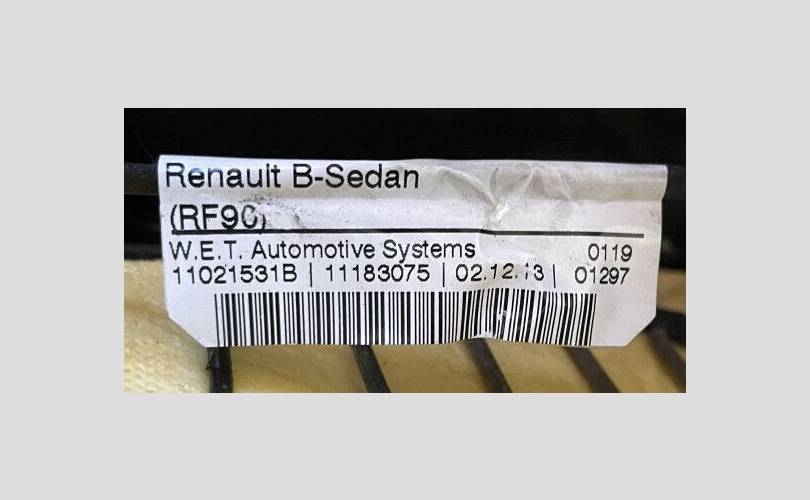 Renault B-Sedan
(RF90)
W.E.T. Automotive Systems 0119
11021531B | 11183075 | 02.12.13 | 01297